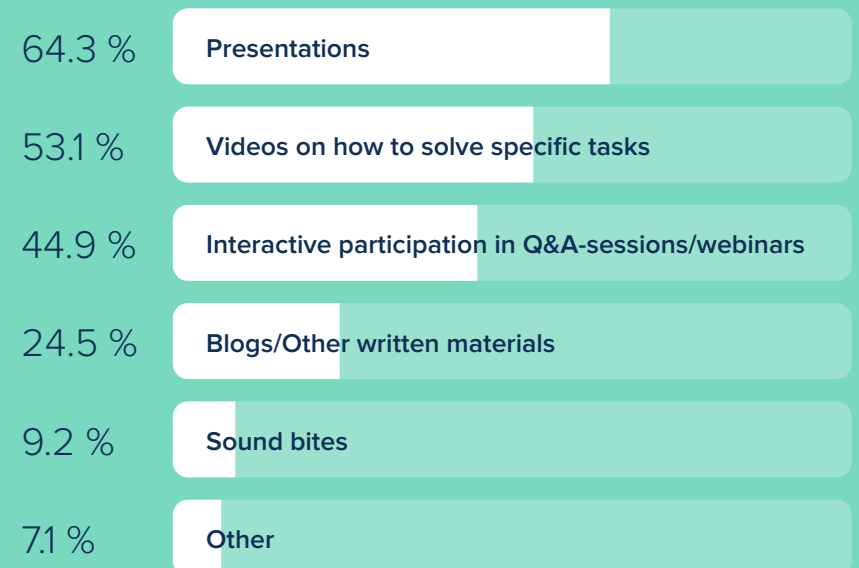 64.3 % Presentations
53.1 % Videos on how to solve specific tasks
44.9 % Interactive participation in Q&A-sessions/webinars
24.5 % Blogs/Other written materials
9.2 % Sound bites
7.1 % Other